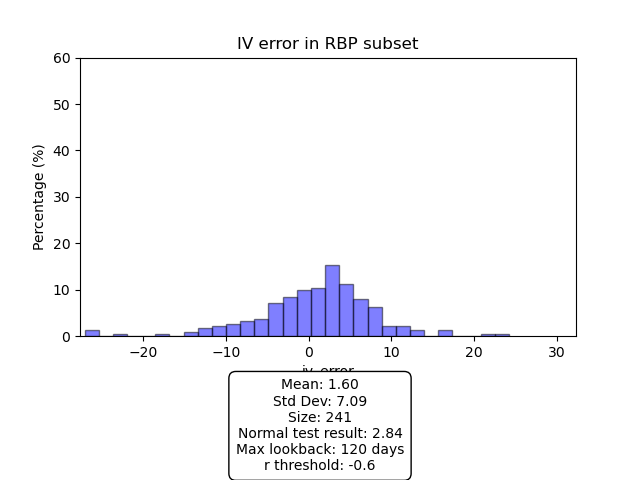 IV error in RBP subset
Percentage (%)
60
50
40
30
20
10
0
−20 −10 0 10 20 30
iv_error
Mean: 1.60
Std Dev: 7.09
Size: 241
Normal test result: 2.84
Max lookback: 120 days
r threshold: -0.6